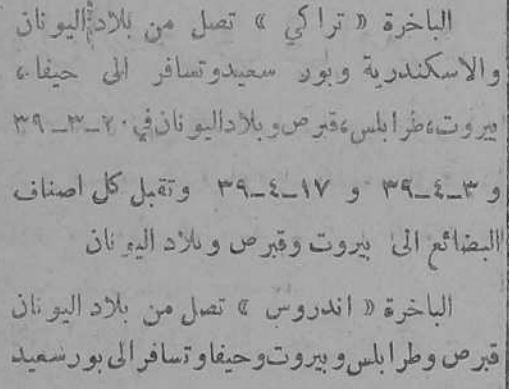 الباخرة « تراكي » تصل من بلاد اليونان
والاسكندرية وبور سعيد وتسافر الى حيفا ،
بيروت ، طرابلس ، قبرص وبلاد اليونان في ٢٠-٣-٣٩
و ٣-٤-٣٩ و ١٧-٤-٣٩ وتقبل كل اصناف
البضائع الى بيروت وقبرص وبلاد اليونان
الباخرة « اندروس » تصل من بلاد اليونان
قبرص وطرابلس وبيروت وحيفا وتسافر الى بور سعيد